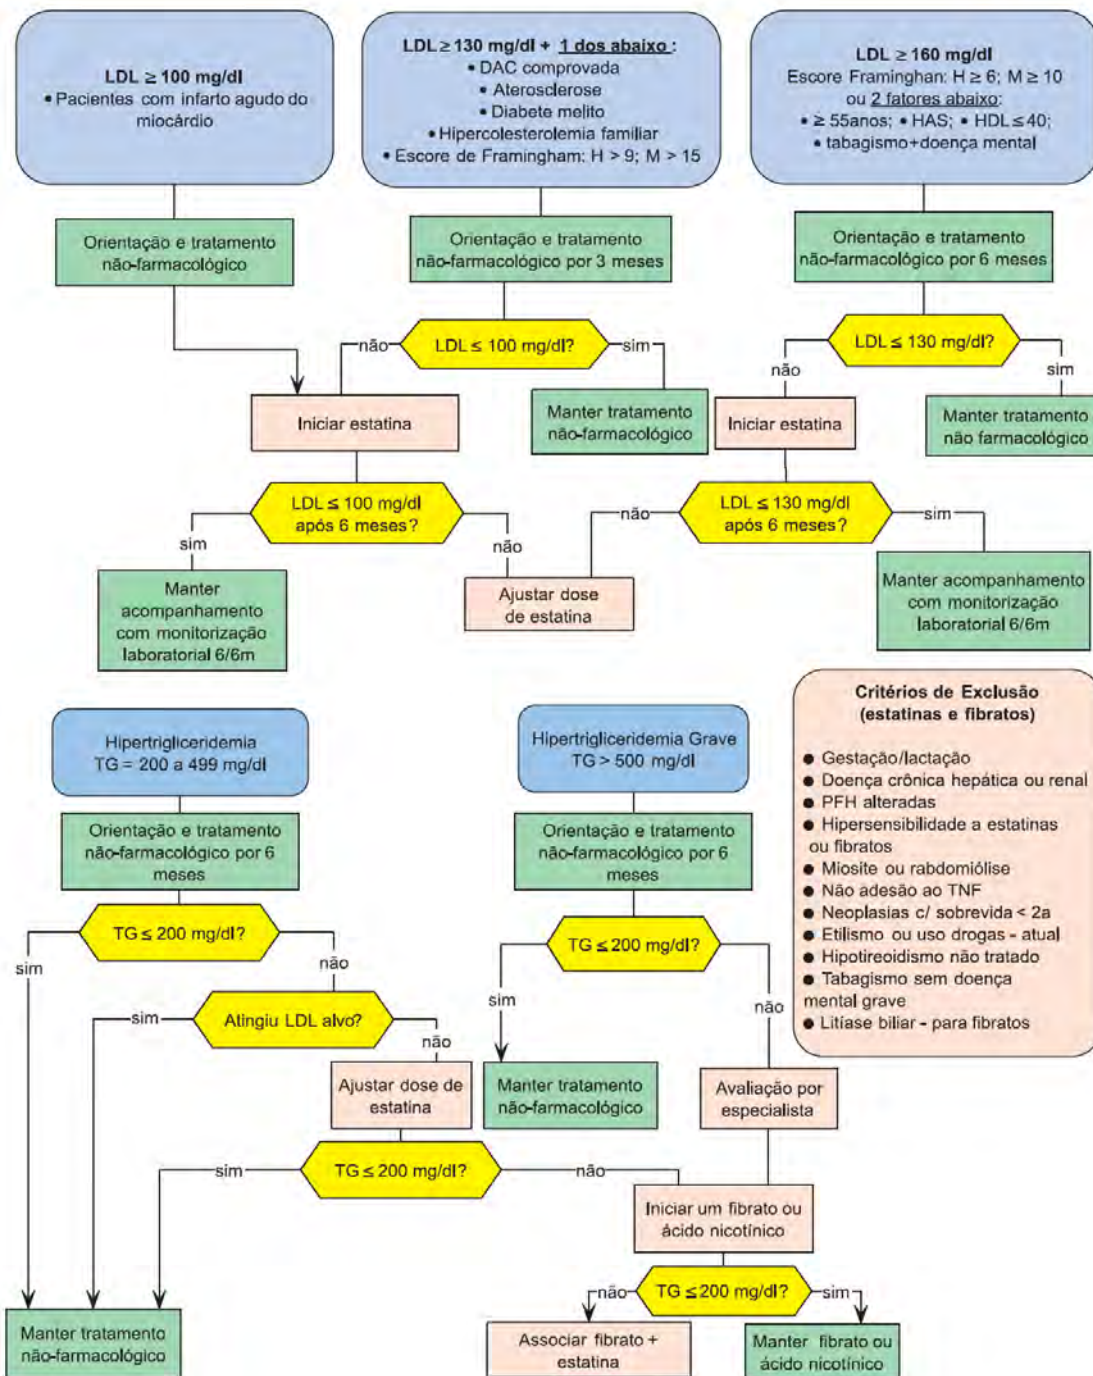 LDL ≥ 100 mg/dl
• Pacientes com infarto agudo do
miocárdio
LDL ≥ 130 mg/dl + 1 dos abaixo :
• DAC comprovada
• Aterosclerose
• Diabete melito
• Hipercolesterolemia familiar
• Escore de Framingham: H > 9; M > 15
LDL ≥ 160 mg/dl
Escore Framinghan: H ≥ 6; M ≥ 10
ou 2 fatores abaixo:
• ≥ 55anos; • HAS; • HDL ≤ 40;
• tabagismo+doença mental
Orientação e tratamento
não-farmacológico
Orientação e tratamento
não-farmacológico por 3 meses
Orientação e tratamento
não-farmacológico por 6
meses
LDL ≤ 100 mg/dl?
não
sim
LDL ≤ 130 mg/dl?
não
sim
Iniciar estatina
Manter tratamento
não-farmacológico
Iniciar estatina
Manter tratamento
não farmacológico
LDL ≤ 100 mg/dl
após 6 meses?
sim
não
LDL ≤ 130 mg/dl
após 6 meses?
não
sim
Manter
acompanhamento
com monitorização
laboratorial 6/6m
Ajustar dose
de estatina
Manter acompanhamento
com monitorização
laboratorial 6/6m
Hipertrigliceridemia
TG = 200 a 499 mg/dl
Hipertrigliceridemia Grave
TG > 500 mg/dl
Critérios de Exclusão
(estatinas e fibratos)
● Gestação/lactação
● Doença crônica hepática ou renal
● PFH alteradas
● Hipersensibilidade a estatinas
ou fibratos
● Miosite ou rabdomiólise
● Não adesão ao TNF
● Neoplasias c/ sobrevida < 2a
● Etilismo ou uso drogas - atual
● Hipotireoidismo não tratado
● Tabagismo sem doença
mental grave
● Litíase biliar - para fibratos
Orientação e tratamento
não-farmacológico por 6
meses
Orientação e tratamento
não-farmacológico por 6
meses
TG ≤ 200 mg/dl?
sim
não
TG ≤ 200 mg/dl?
sim
não
Atingiu LDL alvo?
sim
não
Ajustar dose de
estatina
Manter tratamento
não-farmacológico
Avaliação por
especialista
TG ≤ 200 mg/dl?
sim
não
Iniciar um fibrato ou
ácido nicotínico
TG ≤ 200 mg/dl?
não
sim
Manter tratamento
não-farmacológico
Associar fibrato +
estatina
Manter fibrato ou
ácido nicotínico